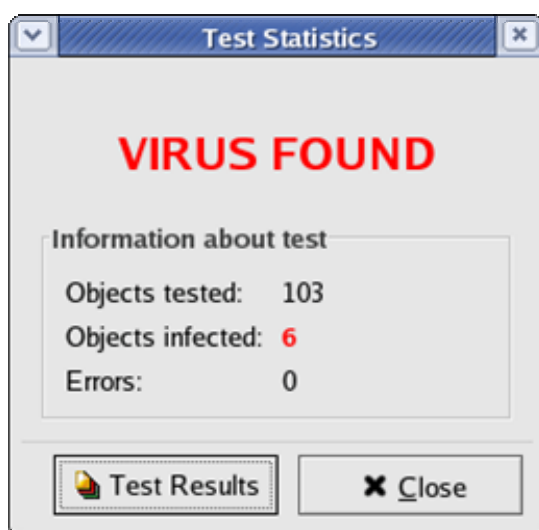 Test Statistics
VIRUS FOUND
Information about test
Objects tested: 103
Objects infected: 6
Errors: 0
Test Results
Close